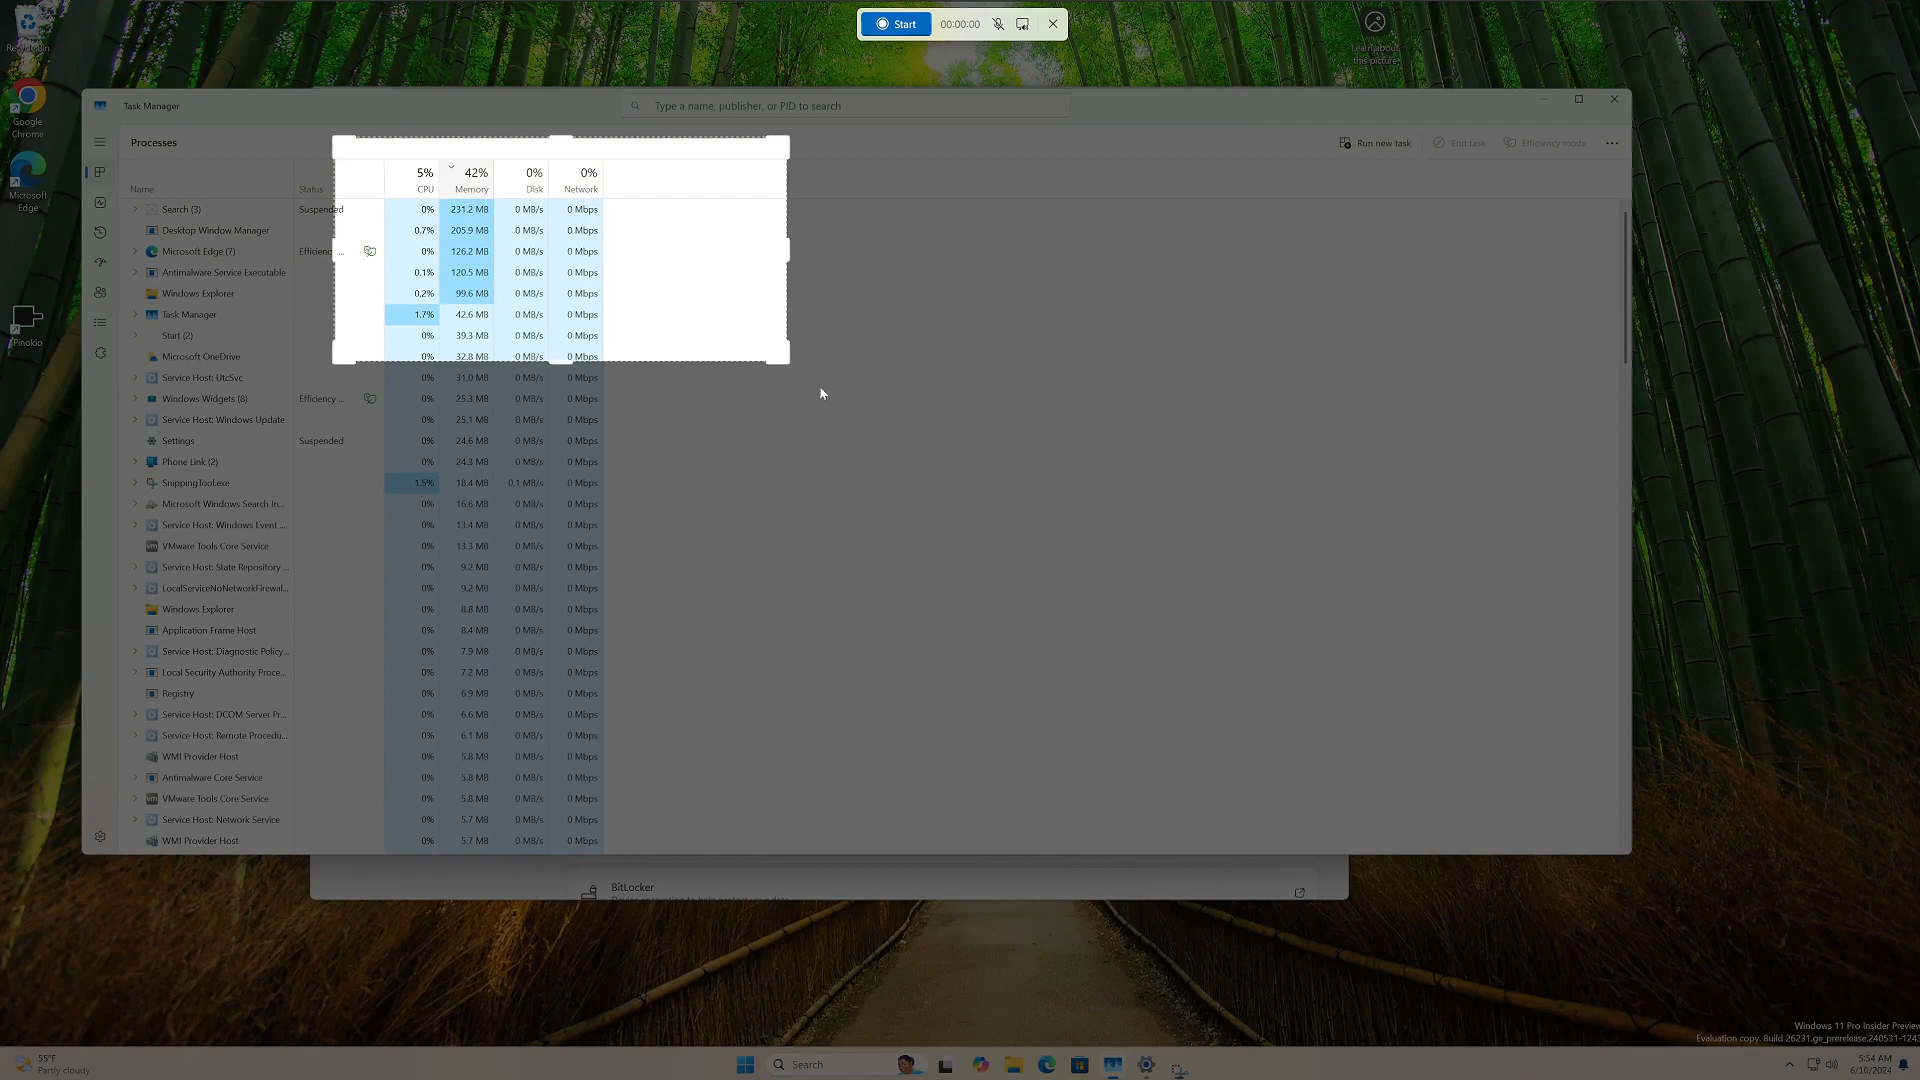 Start 00:00:00
Recycle Bin
Learn about
this picture
Google
Chrome
Microsoft
Edge
Pinokio
Task Manager
Type a name, publisher, or PID to search
Processes
Run new task End task Efficiency mode
5% 42% 0% 0%
Name Status CPU Memory Disk Network
Search (3) Suspended 0% 231.2 MB 0 MB/s 0 Mbps
Desktop Window Manager 0.7% 205.9 MB 0 MB/s 0 Mbps
Microsoft Edge (7) Efficienc ... 0% 126.2 MB 0 MB/s 0 Mbps
Antimalware Service Executable 0.1% 120.5 MB 0 MB/s 0 Mbps
Windows Explorer 0.2% 99.6 MB 0 MB/s 0 Mbps
Task Manager 1.7% 42.6 MB 0 MB/s 0 Mbps
Start (2) 0% 39.3 MB 0 MB/s 0 Mbps
Microsoft OneDrive 0% 32.8 MB 0 MB/s 0 Mbps
Service Host: UtcSvc 0% 31.0 MB 0 MB/s 0 Mbps
Windows Widgets (8) Efficiency ... 0% 25.3 MB 0 MB/s 0 Mbps
Service Host: Windows Update 0% 25.1 MB 0 MB/s 0 Mbps
Settings Suspended 0% 24.6 MB 0 MB/s 0 Mbps
Phone Link (2) 0% 24.3 MB 0 MB/s 0 Mbps
SnippingTool.exe 1.5% 18.4 MB 0.1 MB/s 0 Mbps
Microsoft Windows Search In... 0% 16.6 MB 0 MB/s 0 Mbps
Service Host: Windows Event ... 0% 13.4 MB 0 MB/s 0 Mbps
VMware Tools Core Service 0% 13.3 MB 0 MB/s 0 Mbps
Service Host: State Repository ... 0% 9.2 MB 0 MB/s 0 Mbps
LocalServiceNoNetworkFirewal... 0% 9.2 MB 0 MB/s 0 Mbps
Windows Explorer 0% 8.8 MB 0 MB/s 0 Mbps
Application Frame Host 0% 8.4 MB 0 MB/s 0 Mbps
Service Host: Diagnostic Policy... 0% 7.9 MB 0 MB/s 0 Mbps
Local Security Authority Proce... 0% 7.2 MB 0 MB/s 0 Mbps
Registry 0% 6.9 MB 0 MB/s 0 Mbps
Service Host: DCOM Server Pr... 0% 6.6 MB 0 MB/s 0 Mbps
Service Host: Remote Procedu... 0% 6.1 MB 0 MB/s 0 Mbps
WMI Provider Host 0% 5.8 MB 0 MB/s 0 Mbps
Antimalware Core Service 0% 5.8 MB 0 MB/s 0 Mbps
VMware Tools Core Service 0% 5.8 MB 0 MB/s 0 Mbps
Service Host: Network Service 0% 5.7 MB 0 MB/s 0 Mbps
WMI Provider Host 0% 5.7 MB 0 MB/s 0 Mbps
BitLocker
Windows 11 Pro Insider Preview
Evaluation copy. Build 26231.ge_prerelease.240531-1243
55°F
Partly cloudy
Search
5:54 AM
6/10/2024